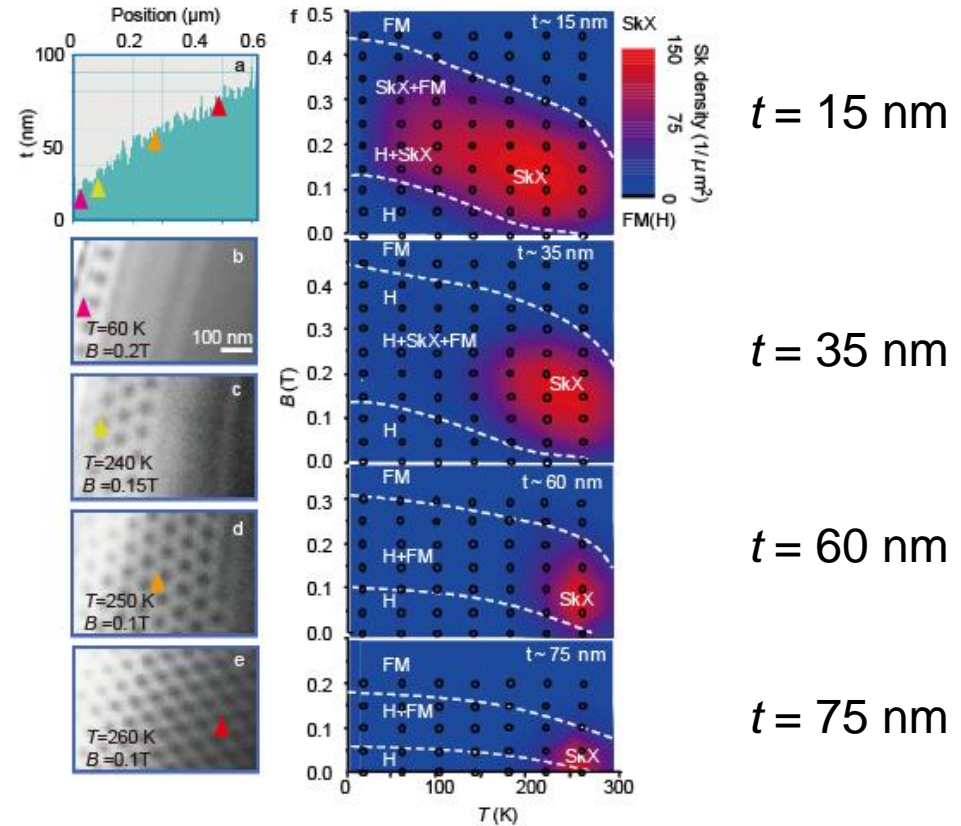 Position (μm)
0 0.2 0.4 0.6
100
50
0
t (nm)
a
b
T=60 K
B =0.2T
100 nm
c
T=240 K
B =0.15T
d
T=250 K
B =0.1T
e
T=260 K
B =0.1T
f
0.5
0.4
0.3
0.2
0.1
0.0
FM
t~ 15 nm
SkX+FM
H+SkX
SkX
H
SkX
150
75
0
Sk density (1/μm²)
FM(H)
t = 15 nm
0.4
0.3
0.2
0.1
0.0
B (T)
FM
t~ 35 nm
H
H+SkX+FM
SkX
H
t = 35 nm
0.3
0.2
0.1
0.0
FM
t~ 60 nm
H+FM
H
SkX
t = 60 nm
0.2
0.1
0.0
FM
t~ 75 nm
H+FM
H
SkX
t = 75 nm
0 100 200 300
T (K)